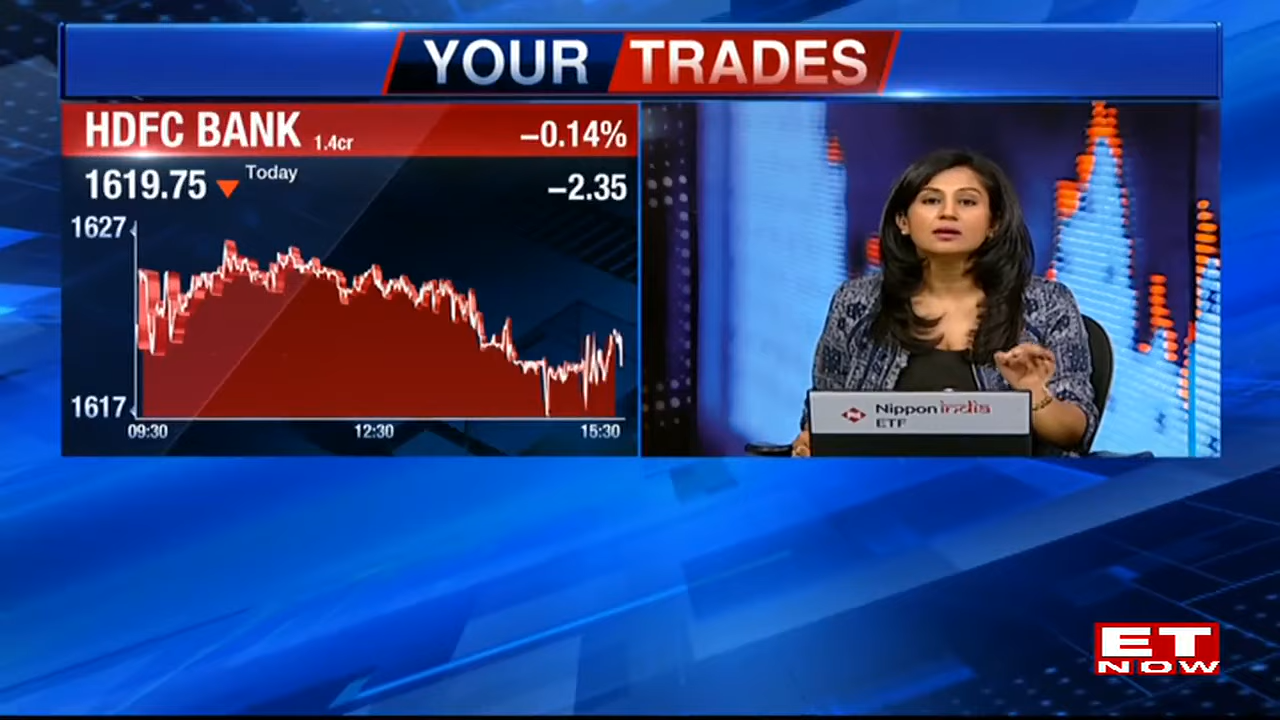 YOUR TRADES
HDFC BANK 1.4cr -0.14%
1619.75 Today -2.35
1627
1617
09:30 12:30 15:30
Nippon india
ETF
ET
NOW